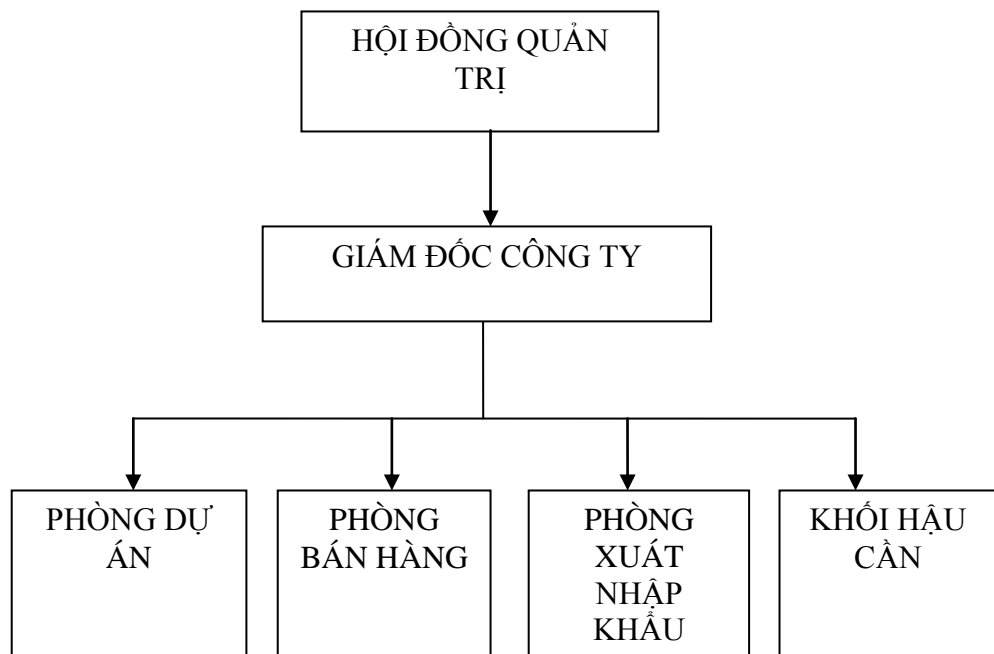 HỘI ĐỒNG QUẢN
TRỊ
GIÁM ĐỐC CÔNG TY
PHÒNG DỰ
ÁN
PHÒNG
BÁN HÀNG
PHÒNG
XUÁT
NHẬP
KHẨU
KHỐI HẬU
CẦN